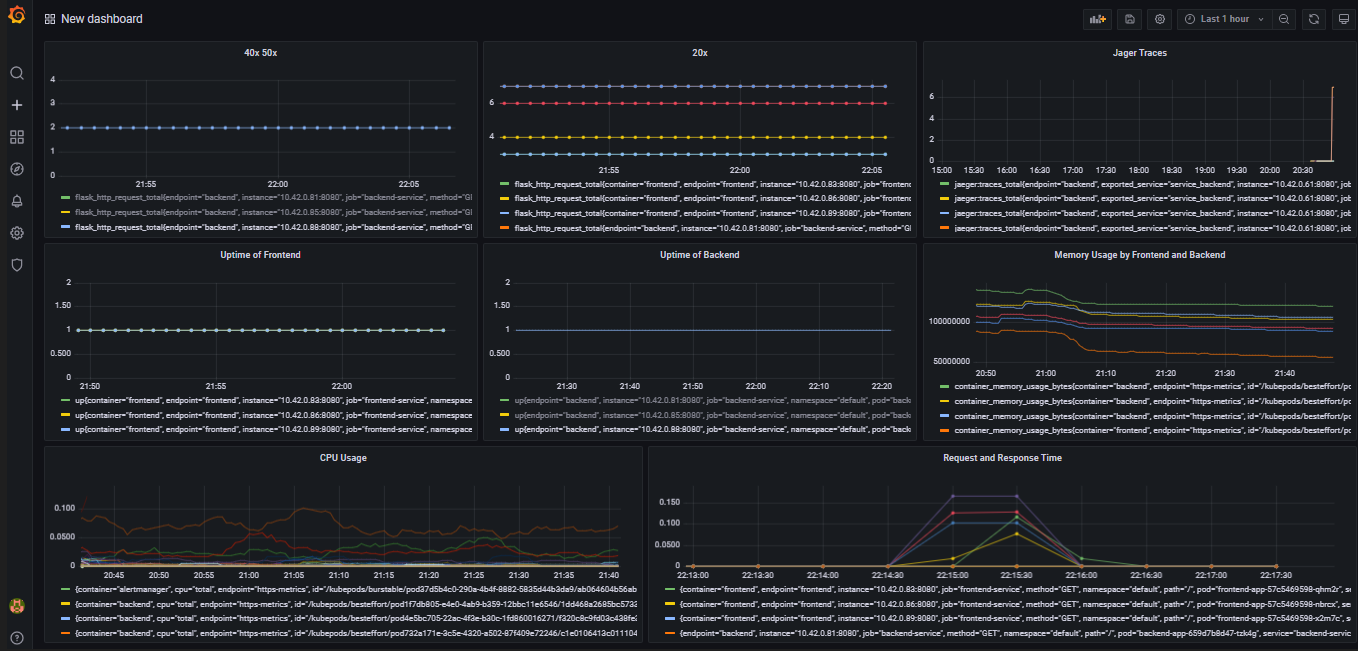 New dashboard
Last 1 hour
40x 50x
4
3
2
1
0
21:55 22:00 22:05
flask_http_request_total{endpoint="backend", instance="10.42.0.81:8080", job="backend-service", method="GI
flask_http_request_total{endpoint="backend", instance="10.42.0.85:8080", job="backend-service", method="GI
flask_http_request_total{endpoint="backend", instance="10.42.0.88:8080", job="backend-service", method="GI
20x
6
4
21:55 22:00 22:05
flask_http_request_total{container="frontend", endpoint="frontend", instance="10.42.0.83:8080", job="fronten
flask_http_request_total{container="frontend", endpoint="frontend", instance="10.42.0.86:8080", job="fronten
flask_http_request_total{container="frontend", endpoint="frontend", instance="10.42.0.89:8080", job="fronten
flask_http_request_total{endpoint="backend", instance="10.42.0.81:8080", job="backend-service", method="GI
Jager Traces
6
4
2
0
15:00 15:30 16:00 16:30 17:00 17:30 18:00 18:30 19:00 19:30 20:00 20:30
jaeger:traces_total{endpoint="backend", exported_service="service_backend", instance="10.42.0.61:8080", job
jaeger:traces_total{endpoint="backend", exported_service="service_backend", instance="10.42.0.61:8080", job
jaeger:traces_total{endpoint="backend", exported_service="service_backend", instance="10.42.0.61:8080", job
jaeger:traces_total{endpoint="backend", exported_service="service_backend", instance="10.42.0.61:8080", job
Uptime of Frontend
2
1.50
1
0.500
0
21:50 21:55 22:00
up{container="frontend", endpoint="frontend", instance="10.42.0.83:8080", job="frontend-service", namespace
up{container="frontend", endpoint="frontend", instance="10.42.0.86:8080", job="frontend-service", namespace
up{container="frontend", endpoint="frontend", instance="10.42.0.89:8080", job="frontend-service", namespace
Uptime of Backend
2
1.50
1
0.500
0
21:30 21:40 21:50 22:00 22:10 22:20
up{endpoint="backend", instance="10.42.0.81:8080", job="backend-service", namespace="default", pod="back
up{endpoint="backend", instance="10.42.0.85:8080", job="backend-service", namespace="default", pod="back
up{endpoint="backend", instance="10.42.0.88:8080", job="backend-service", namespace="default", pod="back
Memory Usage by Frontend and Backend
100000000
50000000
20:50 21:00 21:10 21:20 21:30 21:40
container_memory_usage_bytes{container="backend", endpoint="https-metrics", id="/kubepods/besteffort/pc
container_memory_usage_bytes{container="backend", endpoint="https-metrics", id="/kubepods/besteffort/pc
container_memory_usage_bytes{container="backend", endpoint="https-metrics", id="/kubepods/besteffort/pc
container_memory_usage_bytes{container="frontend", endpoint="https-metrics", id="/kubepods/besteffort/pc
CPU Usage
0.100
0.0500
0
20:45 20:50 20:55 21:00 21:05 21:10 21:15 21:20 21:25 21:30 21:35 21:40
{container="alertmanager", cpu="total", endpoint="https-metrics", id="/kubepods/burstable/pod37d5b4c0-290a-4b4f-8882-5835d44b3da9/ab064604b56ab
{container="backend", cpu="total", endpoint="https-metrics", id="/kubepods/besteffort/pod1f7db805-e4e0-4ab9-b359-12bbc11e6546/1dd468a2685bc5732
{container="backend", cpu="total", endpoint="https-metrics", id="/kubepods/besteffort/pod4e5bc705-22ac-4f3e-b30c-1fd860016271/f320c8c9fd03c438fe3
{container="backend", cpu="total", endpoint="https-metrics", id="/kubepods/besteffort/pod732a171e-3c5e-4320-a502-87f409e72246/c1e0106413c011104
Request and Response Time
0.150
0.100
0.0500
0
22:13:00 22:13:30 22:14:00 22:14:30 22:15:00 22:15:30 22:16:00 22:16:30 22:17:00 22:17:30
{container="frontend", endpoint="frontend", instance="10.42.0.83:8080", job="frontend-service", method="GET", namespace="default", path="/", pod="frontend-app-57c5469598-qhm2r", se
{container="frontend", endpoint="frontend", instance="10.42.0.86:8080", job="frontend-service", method="GET", namespace="default", path="/", pod="frontend-app-57c5469598-nbrcx", se
{container="frontend", endpoint="frontend", instance="10.42.0.89:8080", job="frontend-service", method="GET", namespace="default", path="/", pod="frontend-app-57c5469598-x2m7c", se
{endpoint="backend", instance="10.42.0.81:8080", job="backend-service", method="GET", namespace="default", path="/", pod="backend-app-659d7b8d47-tzk4g", service="backend-servic